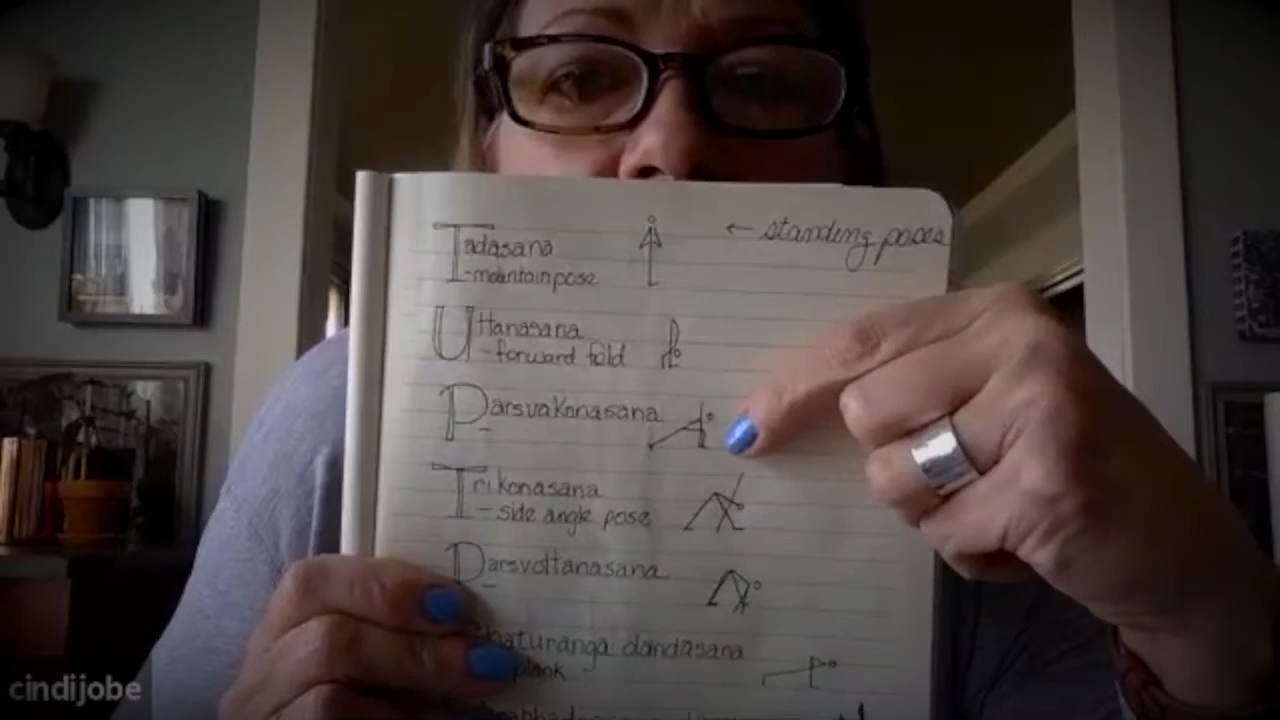 Tadasana ← standing poses
-mountain pose
Uttanasana
-forward fold
Parsvakonasana
Trikonasana
- side angle pose
Parsvottanasana
chaturanga dandasana
plank
cindijobe